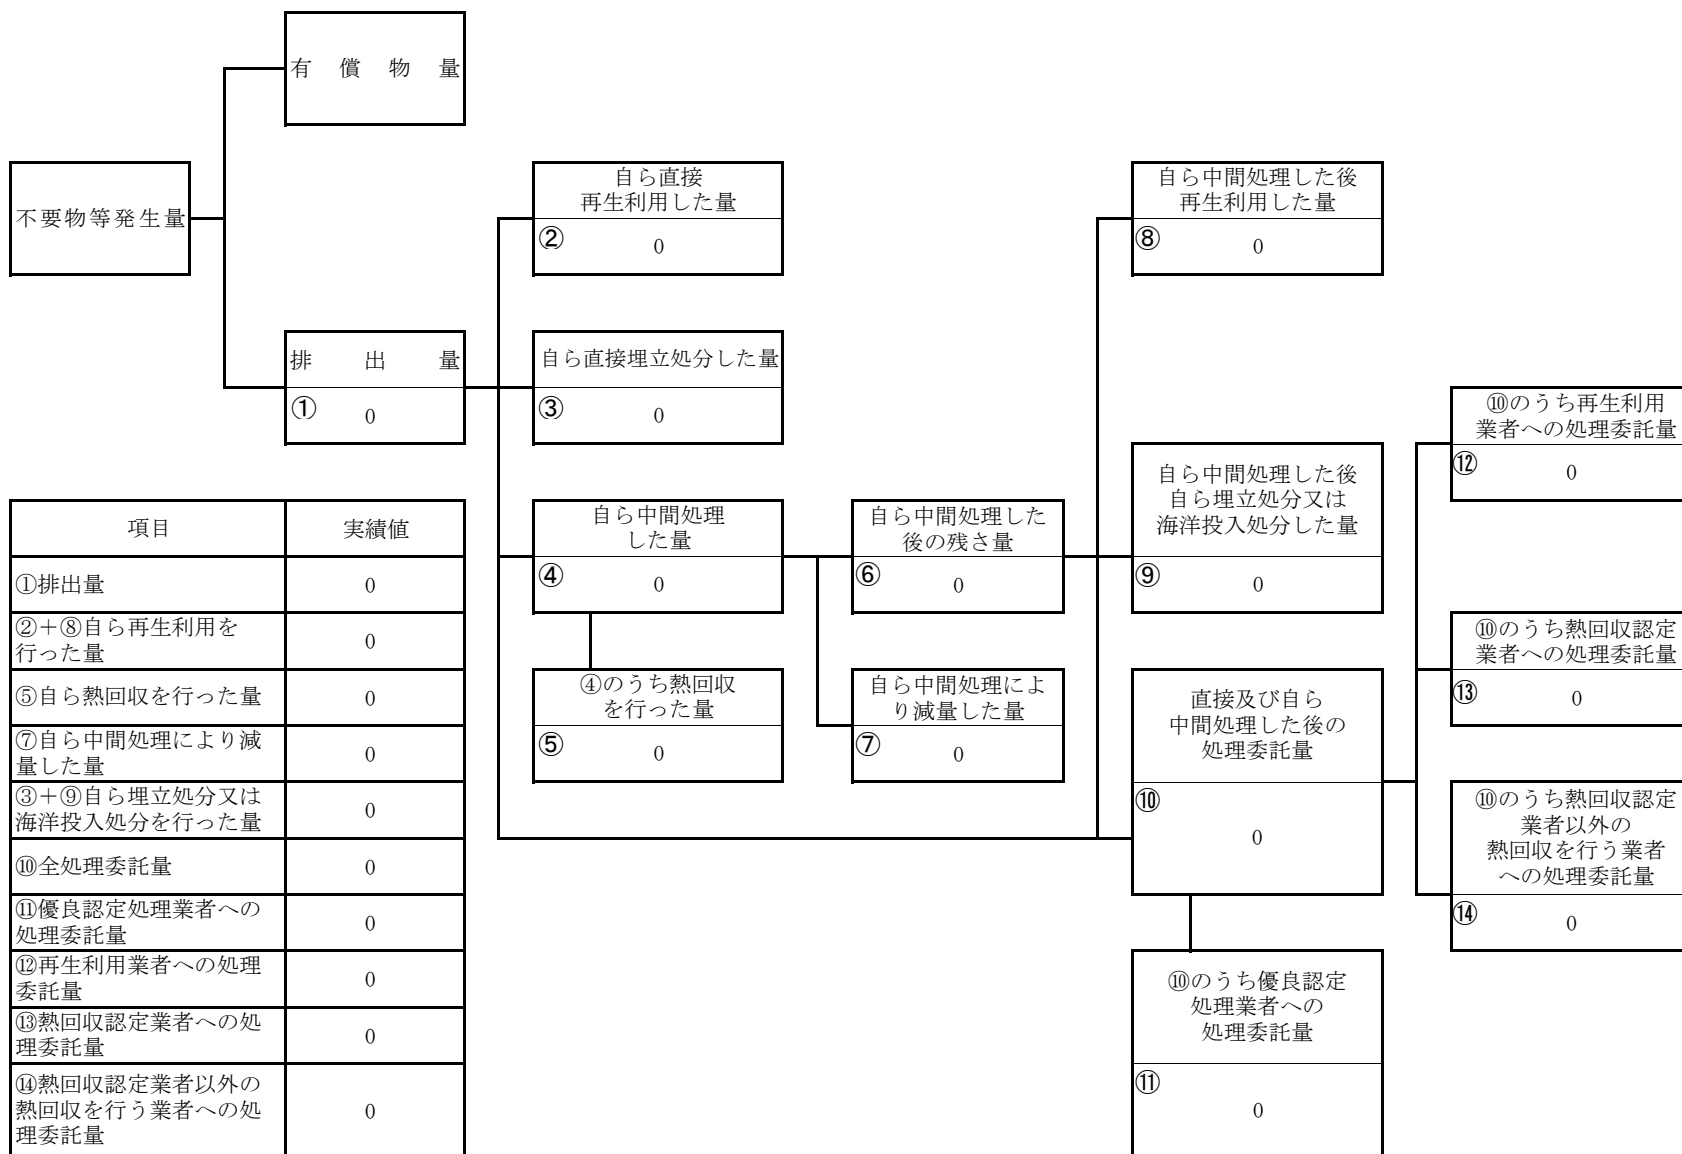 有償物量
不要物等発生量
排出量
①
0
自ら直接
再生利用した量
②
0
自ら直接埋立処分した量
③
0
自ら中間処理
した量
④
0
④のうち熱回収
を行った量
⑤
0
自ら中間処理した
後の残さ量
⑥
0
自ら中間処理によ
り減量した量
⑦
0
自ら中間処理した後
再生利用した量
⑧
0
自ら中間処理した後
自ら埋立処分又は
海洋投入処分した量
⑨
0
直接及び自ら
中間処理した後の
処理委託量
⑩
0
⑩のうち優良認定
処理業者への
処理委託量
⑪
0
⑩のうち再生利用
業者への処理委託量
⑫
0
⑩のうち熱回収認定
業者への処理委託量
⑬
0
⑩のうち熱回収認定
業者以外の
熱回収を行う業者
への処理委託量
⑭
0
項目 実績値
①排出量 0
②＋⑧自ら再生利用を
行った量
0
⑤自ら熱回収を行った量 0
⑦自ら中間処理により減
量した量
0
③＋⑨自ら埋立処分又は
海洋投入処分を行った量
0
⑩全処理委託量 0
⑪優良認定処理業者への
処理委託量
0
⑫再生利用業者への処理
委託量
0
⑬熱回収認定業者への処
理委託量
0
⑭熱回収認定業者以外の
熱回収を行う業者への処
理委託量
0